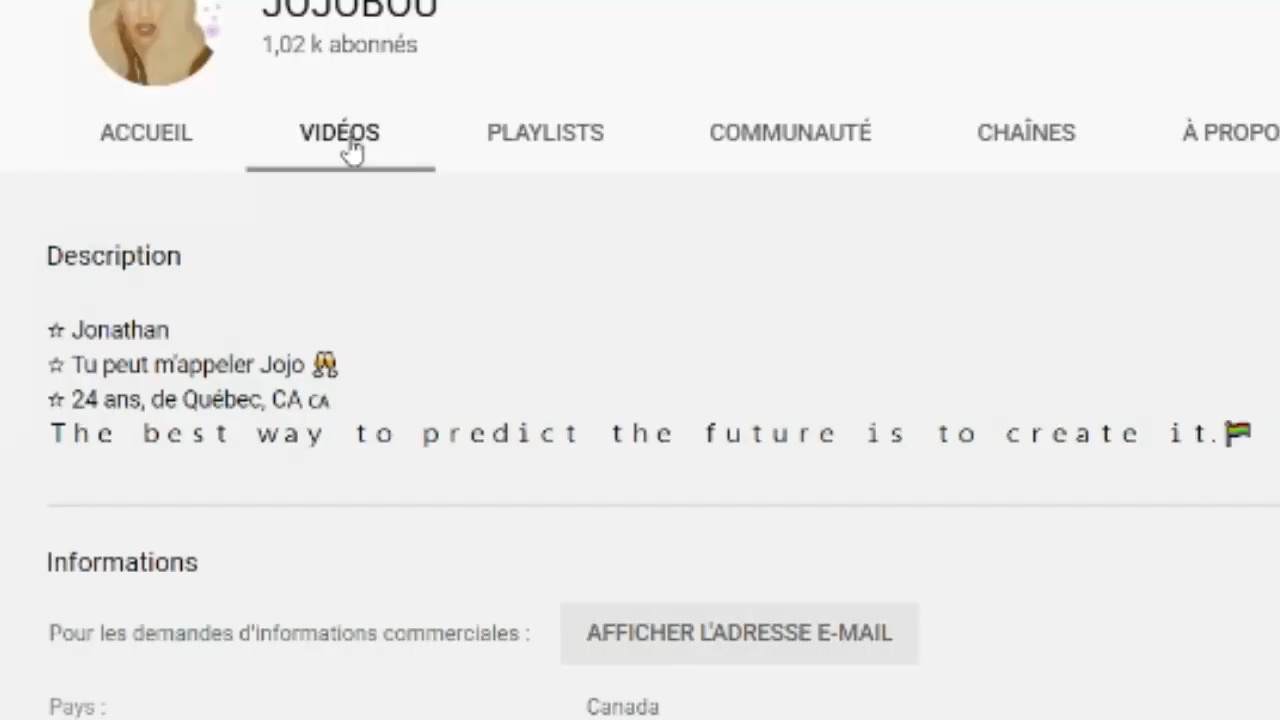 JOJOBOU
1,02 k abonnés
ACCUEIL VIDÉOS PLAYLISTS COMMUNAUTÉ CHAÎNES À PROPO
Description
☆ Jonathan
☆ Tu peut m'appeler Jojo 👯
☆ 24 ans, de Québec, CA ᴄᴀ
The best way to predict the future is to create it.🏳️‍🌈
Informations
Pour les demandes d'informations commerciales : AFFICHER L'ADRESSE E-MAIL
Pays : Canada